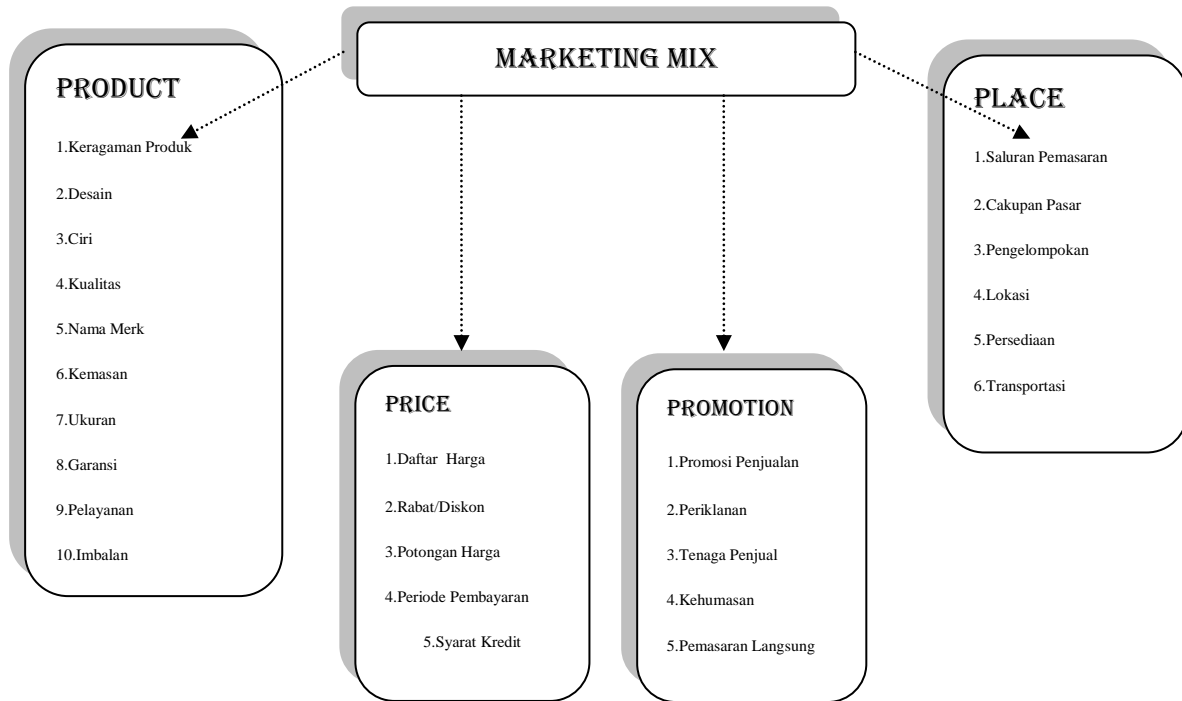 MARKETING MIX
PRODUCT
1.Keragaman Produk
2.Desain
3.Ciri
4.Kualitas
5.Nama Merk
6.Kemasan
7.Ukuran
8.Garansi
9.Pelayanan
10.Imbalan
PRICE
1.Daftar  Harga
2.Rabat/Diskon
3.Potongan Harga
4.Periode Pembayaran
5.Syarat Kredit
PROMOTION
1.Promosi Penjualan
2.Periklanan
3.Tenaga Penjual
4.Kehumasan
5.Pemasaran Langsung
PLACE
1.Saluran Pemasaran
2.Cakupan Pasar
3.Pengelompokan
4.Lokasi
5.Persediaan
6.Transportasi